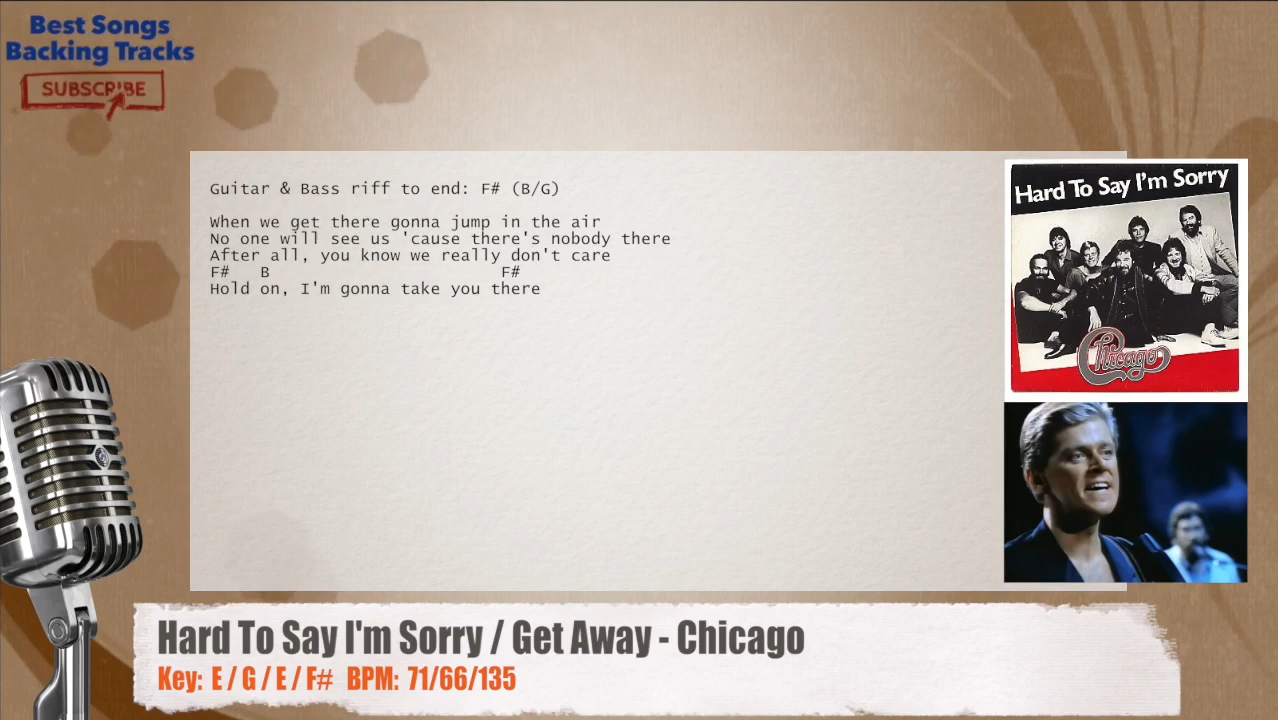 Best Songs
Backing Tracks
SUBSCRIBE
Guitar & Bass riff to end: F# (B/G)
When we get there gonna jump in the air
No one will see us 'cause there's nobody there
After all, you know we really don't care
F# B F#
Hold on, I'm gonna take you there
Hard To Say I'm Sorry
Chicago
Hard To Say I'm Sorry / Get Away - Chicago
Key: E / G / E / F# BPM: 71/66/135